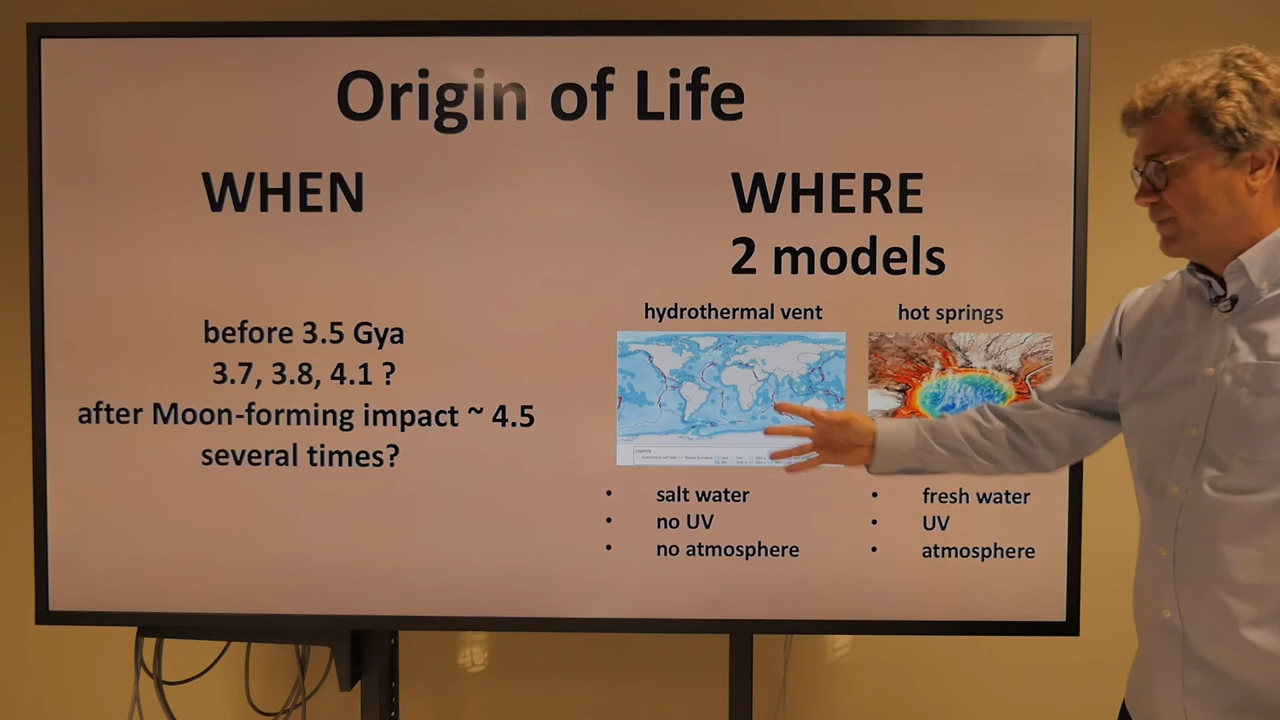 Origin of Life
WHEN
before 3.5 Gya
3.7, 3.8, 4.1 ?
after Moon-forming impact ~ 4.5
several times?
WHERE
2 models
hydrothermal vent
Legende
• salt water
• no UV
• no atmosphere
hot springs
• fresh water
• UV
• atmosphere